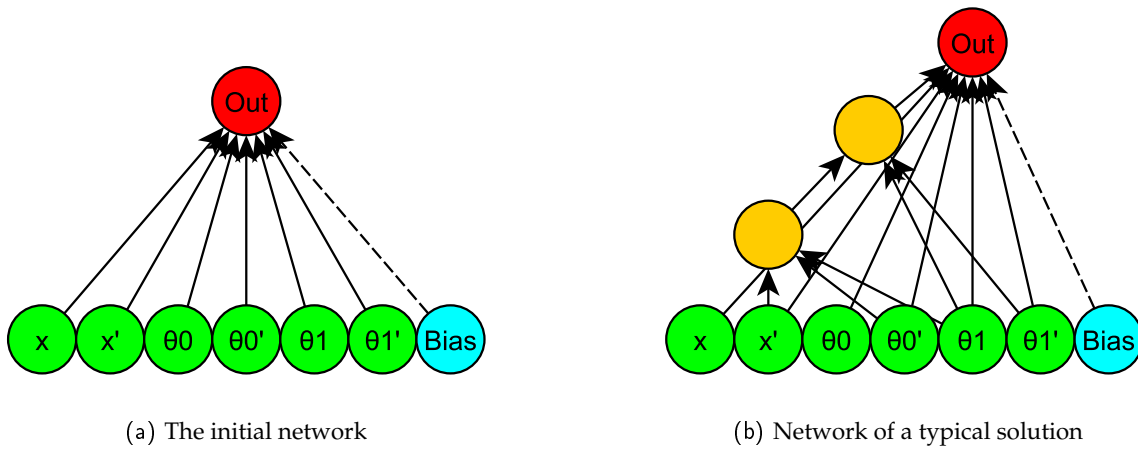 Out
x x' θ0 θ0' θ1 θ1' Bias
(a) The initial network
Out
x x' θ0 θ0' θ1 θ1' Bias
(b) Network of a typical solution